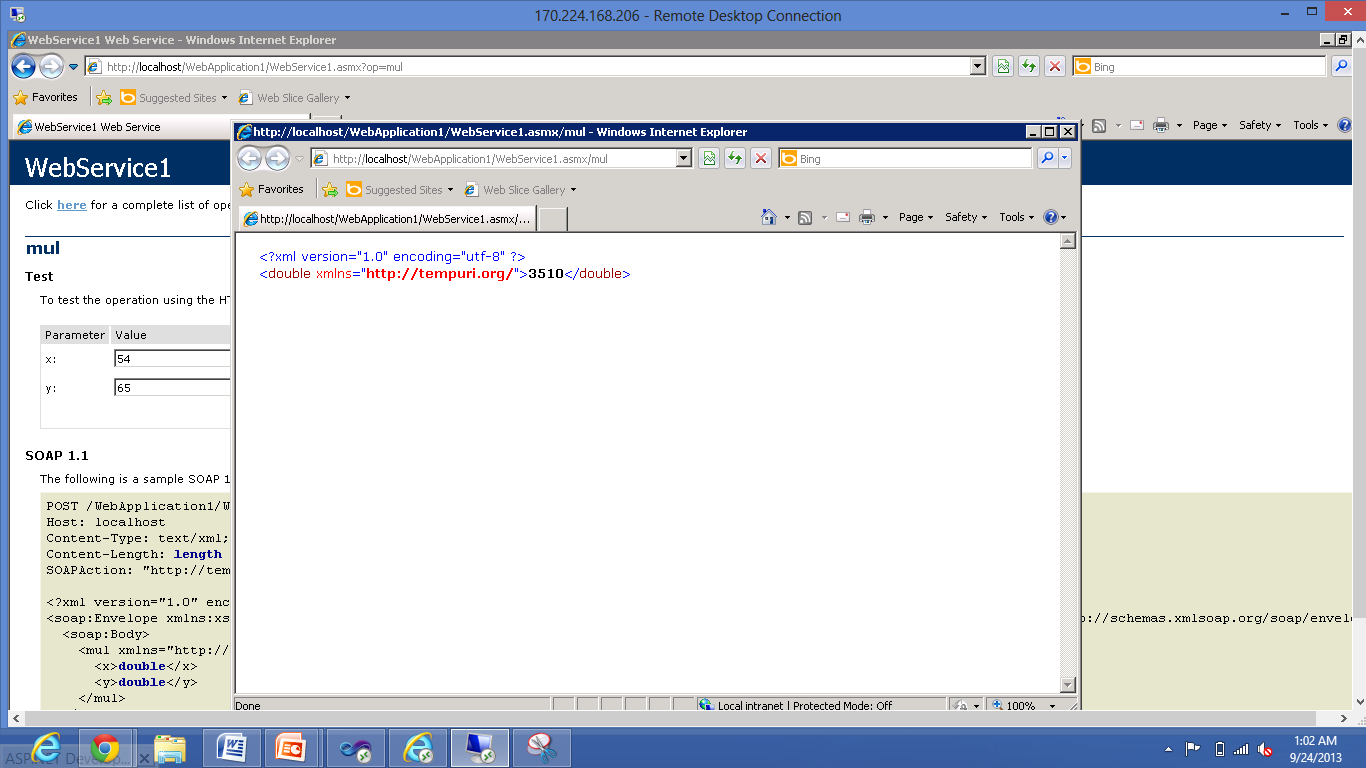 170.224.168.206 - Remote Desktop Connection
WebService1 Web Service - Windows Internet Explorer
http://localhost/WebApplication1/WebService1.asmx?op=mul
Bing
Favorites
Suggested Sites
Web Slice Gallery
WebService1 Web Service
Page
Safety
Tools
WebService1
Click here for a complete list of ope
mul
Test
To test the operation using the HT
Parameter Value
x: 54
y: 65
SOAP 1.1
The following is a sample SOAP 1
POST /WebApplication1/W
Host: localhost
Content-Type: text/xml;
Content-Length: length
SOAPAction: "http://tem
<?xml version="1.0" enc
<soap:Envelope xmlns:xs
://schemas.xmlsoap.org/soap/envel
<soap:Body>
<mul xmlns="http://
<x>double</x>
<y>double</y>
</mul>
http://localhost/WebApplication1/WebService1.asmx/mul - Windows Internet Explorer
http://localhost/WebApplication1/WebService1.asmx/mul
Bing
Favorites
Suggested Sites
Web Slice Gallery
http://localhost/WebApplication1/WebService1.asmx/...
Page
Safety
Tools
<?xml version="1.0" encoding="utf-8" ?>
<double xmlns="http://tempuri.org/">3510</double>
Done
Local intranet | Protected Mode: Off
100%
ASP.NET Develop...
1:02 AM
9/24/2013